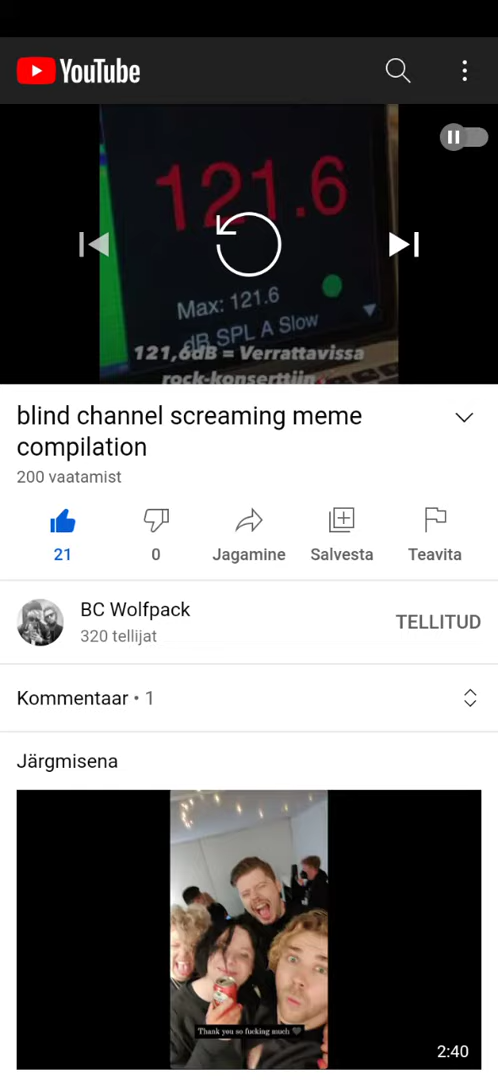 YouTube
121.6
Max: 121.6
dB SPL A Slow
121,6dB = Verrattavissa
rock-konserttiin
blind channel screaming meme
compilation
200 vaatamist
21
0
Jagamine
Salvesta
Teavita
BC Wolfpack
320 tellijat
TELLITUD
Kommentaar • 1
Järgmisena
Thank you so fucking much 🖤
2:40